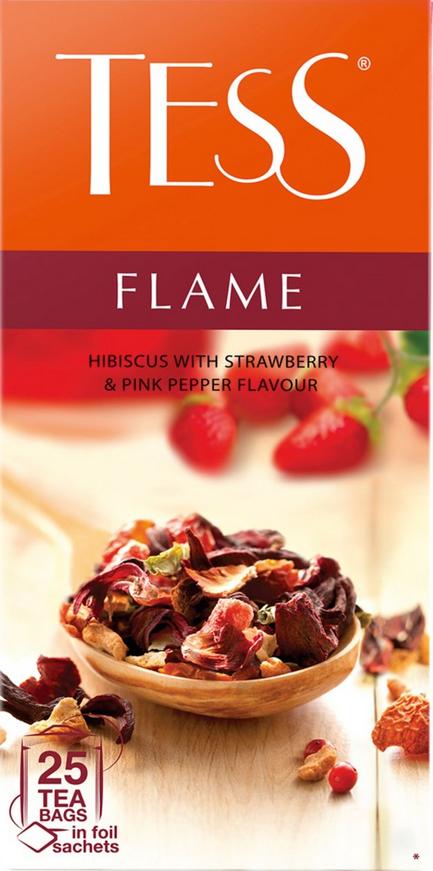 TESS®
FLAME
HIBISCUS WITH STRAWBERRY
& PINK PEPPER FLAVOUR
25
TEA
BAGS
in foil
sachets
*